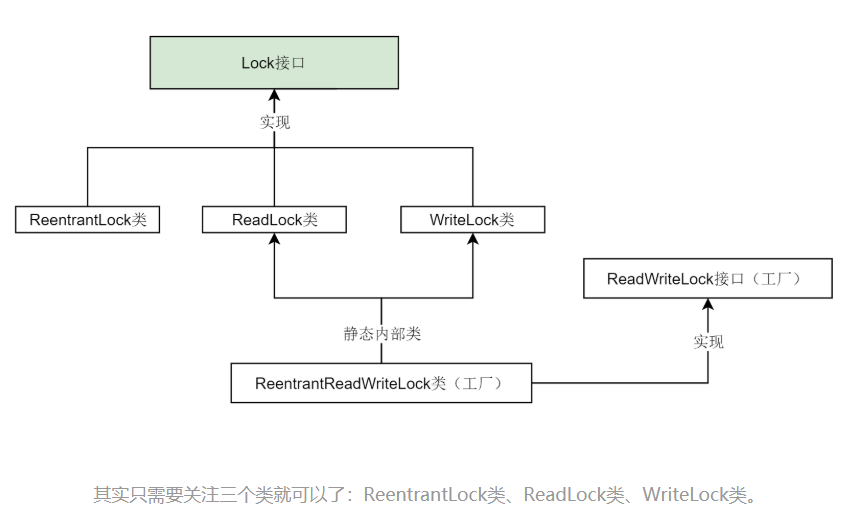 Lock接口
实现
ReentrantLock类
ReadLock类
WriteLock类
ReadWriteLock接口（工厂）
静态内部类
实现
ReentrantReadWriteLock类（工厂）
其实只需要关注三个类就可以了：ReentrantLock类、ReadLock类、WriteLock类。